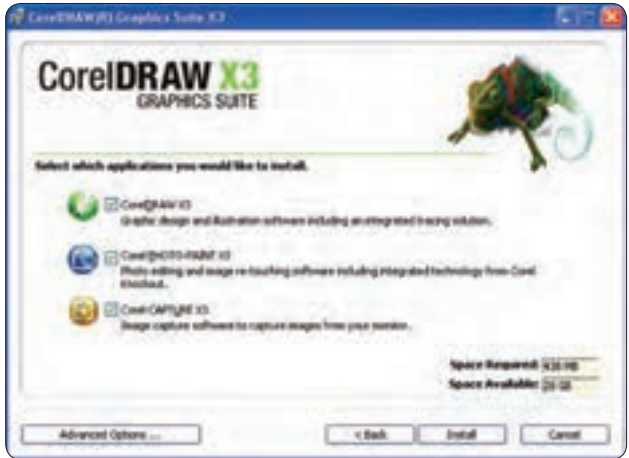 CorelDRAW(R) Graphics Suite X3
CorelDRAW X3
GRAPHICS SUITE
Select which applications you would like to install.
CorelDRAW X3
Graphic design and illustration software including an integrated tracing solution.
Corel PHOTO-PAINT X3
Photo editing and image re-touching software including integrated technology from Corel
Knockout.
Corel CAPTURE X3
Image capture software to capture images from your monitor.
Space Required:
Space Available:
Advanced Options ...
< Back
Install
Cancel